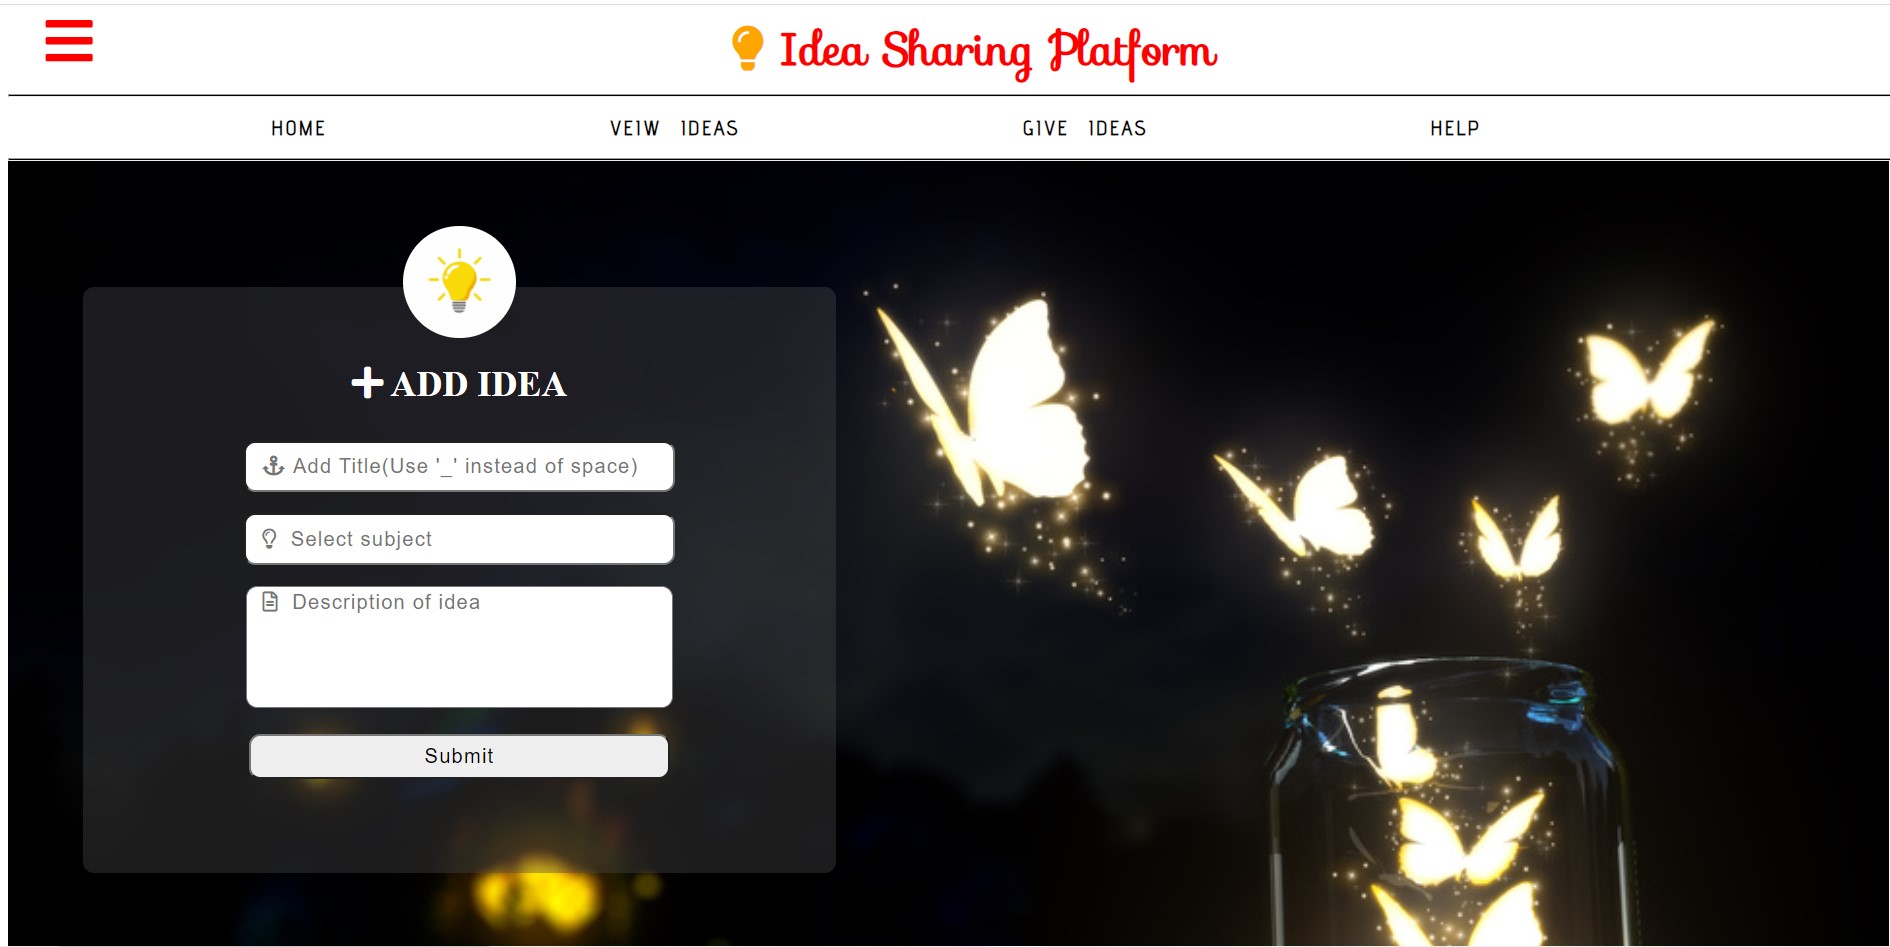 Idea Sharing Platform
HOME VEIW IDEAS GIVE IDEAS HELP
ADD IDEA
Add Title(Use '_' instead of space)
Select subject
Description of idea
Submit